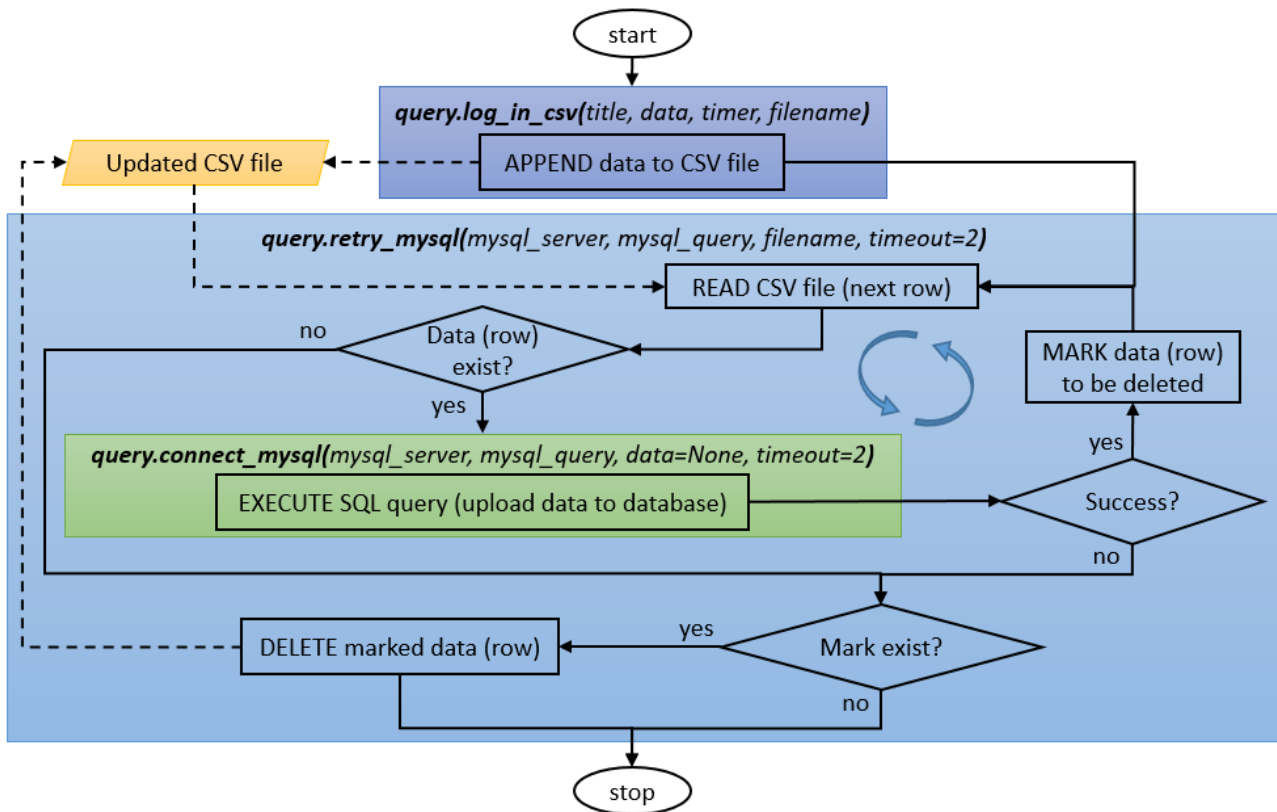 start
query.log_in_csv(title, data, timer, filename)
Updated CSV file
APPEND data to CSV file
query.retry_mysql(mysql_server, mysql_query, filename, timeout=2)
READ CSV file (next row)
no
Data (row)
exist?
yes
MARK data (row)
to be deleted
yes
query.connect_mysql(mysql_server, mysql_query, data=None, timeout=2)
EXECUTE SQL query (upload data to database)
Success?
no
DELETE marked data (row)
yes
Mark exist?
no
stop